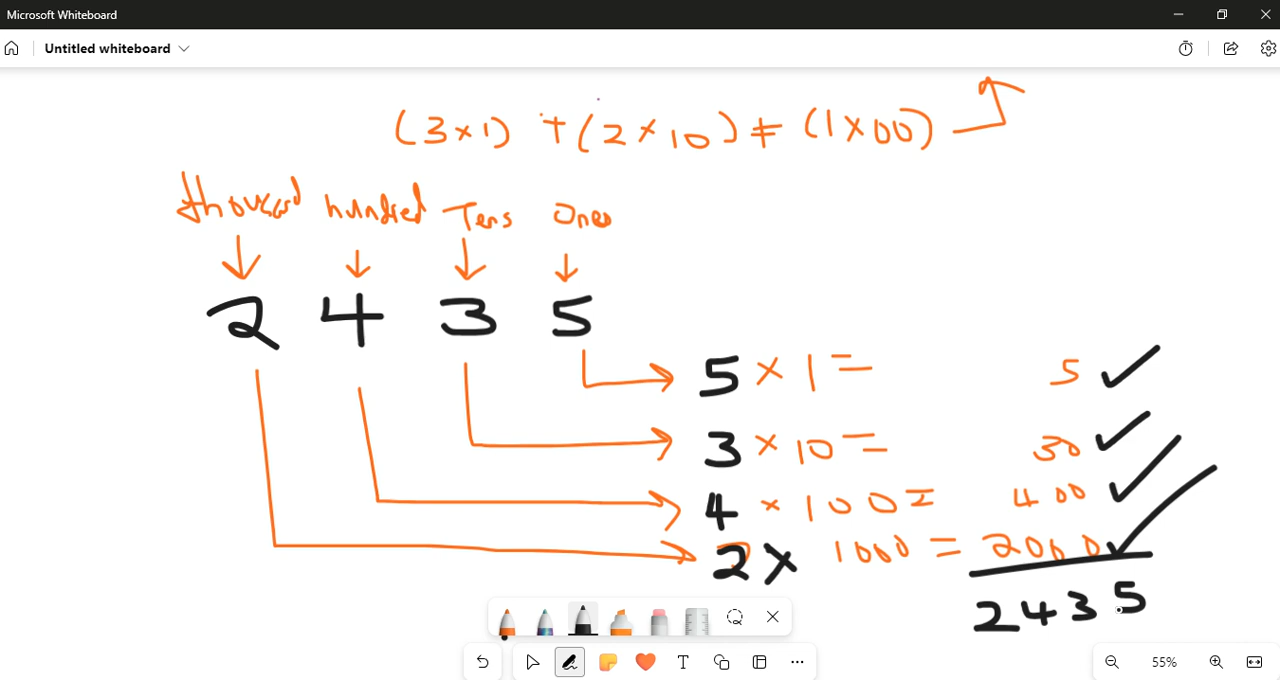 Microsoft Whiteboard
Untitled whiteboard
(3 × 1) + (2 × 10) + (1 × 00)
thousand hundred Tens Ones
2 4 3 5
5 × 1 = 5
3 × 10 = 30
4 × 100 = 400
2 × 1000 = 2000
2435
55%